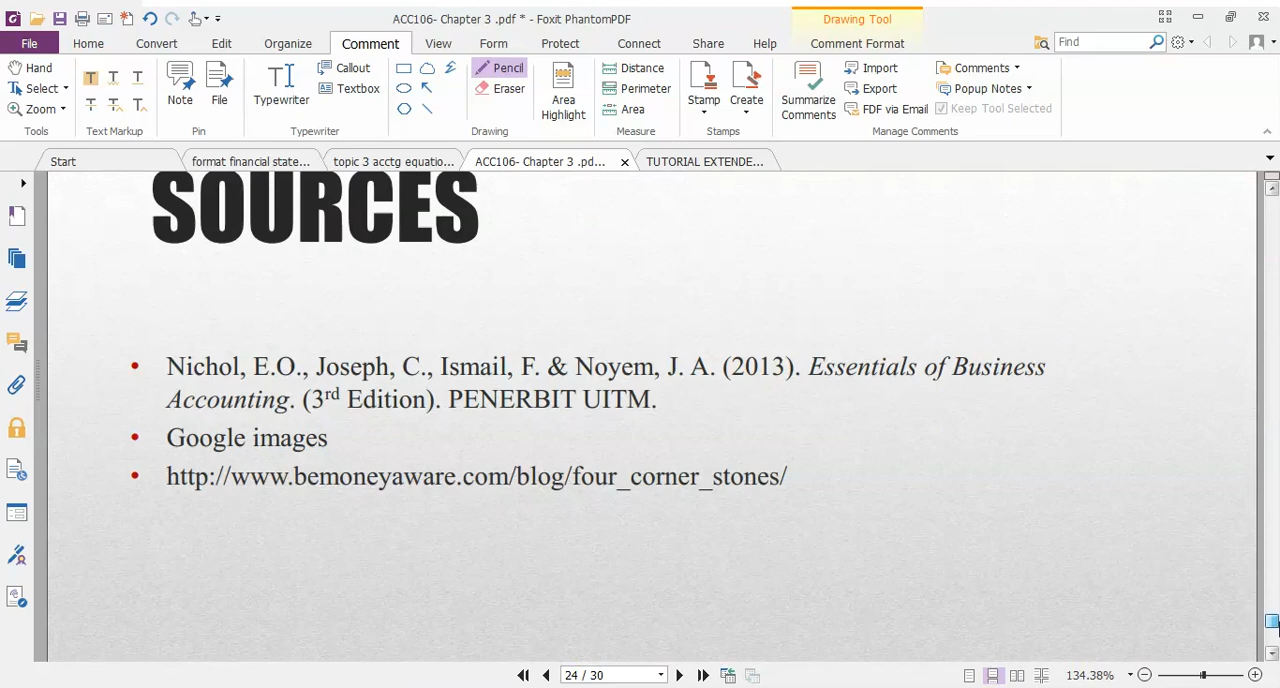 ACC106- Chapter 3 .pdf * - Foxit PhantomPDF
Drawing Tool
File Home Convert Edit Organize Comment View Form Protect Connect Share Help Comment Format Find
Hand Callout Pencil Distance Import Comments
Select Textbox Eraser Perimeter Export Popup Notes
Zoom Note File Typewriter Area Highlight Area Stamp Create Summarize Comments FDF via Email Keep Tool Selected
Tools Text Markup Pin Typewriter Drawing Measure Stamps Manage Comments
Start format financial state... topic 3 acctg equatio... ACC106- Chapter 3 .pd... TUTORIAL EXTENDE...
SOURCES
• Nichol, E.O., Joseph, C., Ismail, F. & Noyem, J. A. (2013). Essentials of Business
Accounting. (3rd Edition). PENERBIT UITM.
• Google images
• http://www.bemoneyaware.com/blog/four_corner_stones/
24 / 30 134.38%